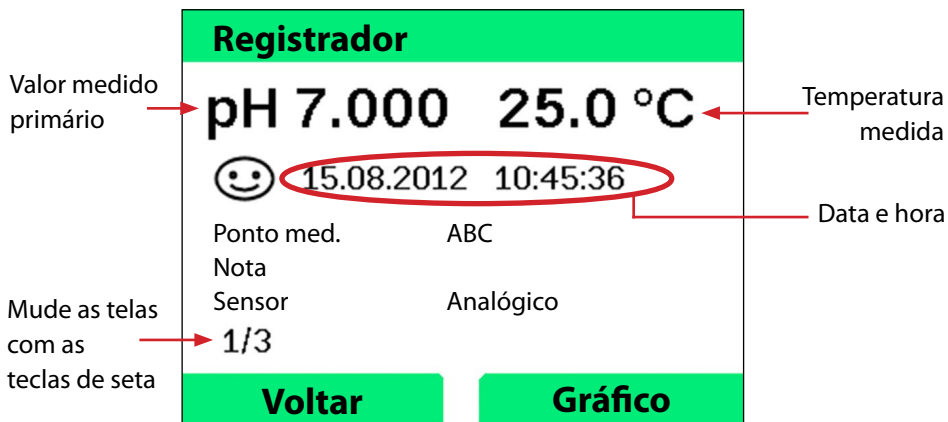 Registrador
Valor medido
primário
pH 7.000 25.0 °C
Temperatura
medida
15.08.2012 10:45:36
Data e hora
Ponto med. ABC
Nota
Sensor Analógico
Mude as telas
com as
teclas de seta
1/3
Voltar Gráfico